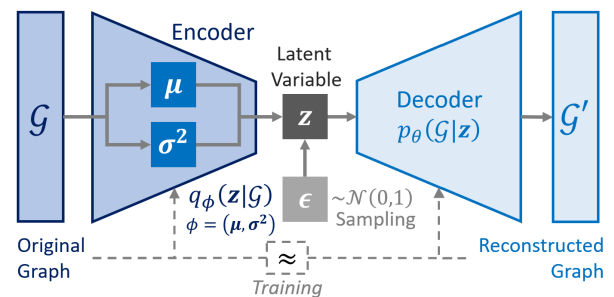 Encoder
Latent
Variable
𝒢
μ
σ²
z
Decoder
p_θ(𝒢|z)
𝒢′
ϵ
~𝒩(0,1)
Sampling
q_ϕ(z|𝒢)
ϕ = (μ, σ²)
Original
Graph
≈
Training
Reconstructed
Graph